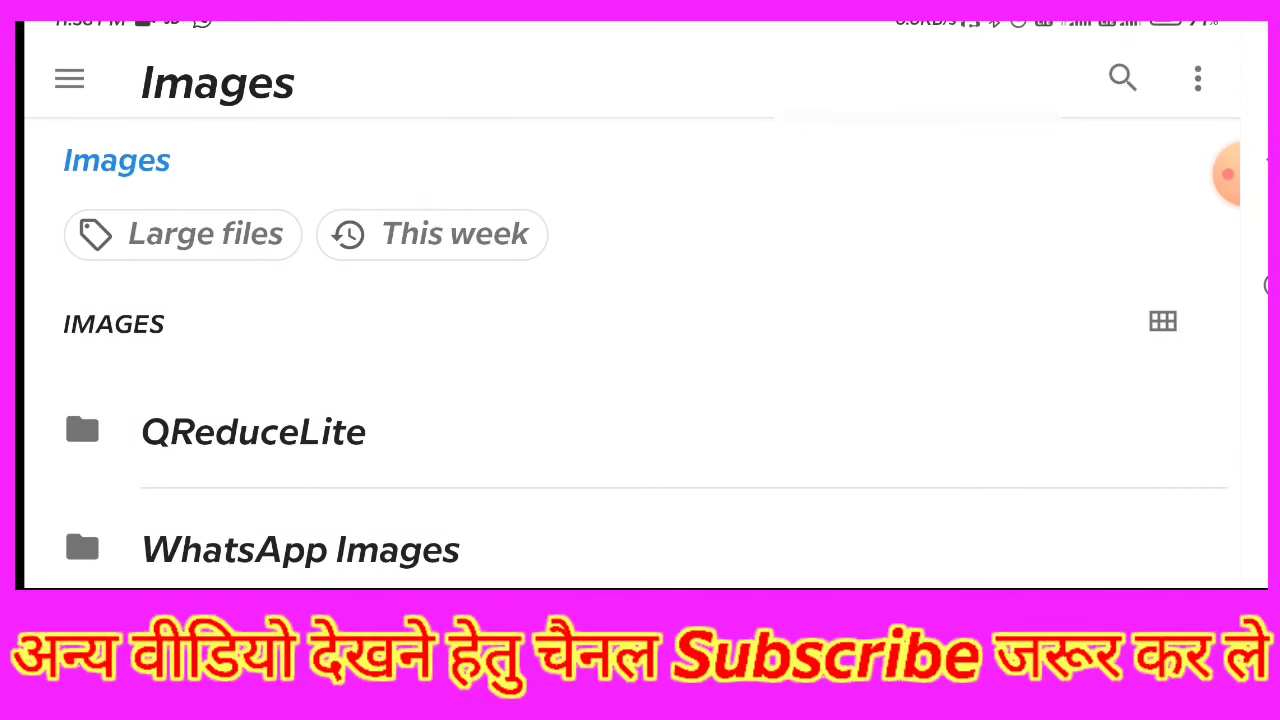 Images
Images
Large files
This week
IMAGES
QReduceLite
WhatsApp Images
अन्य वीडियो देखने हेतु चैनल Subscribe जरूर कर ले